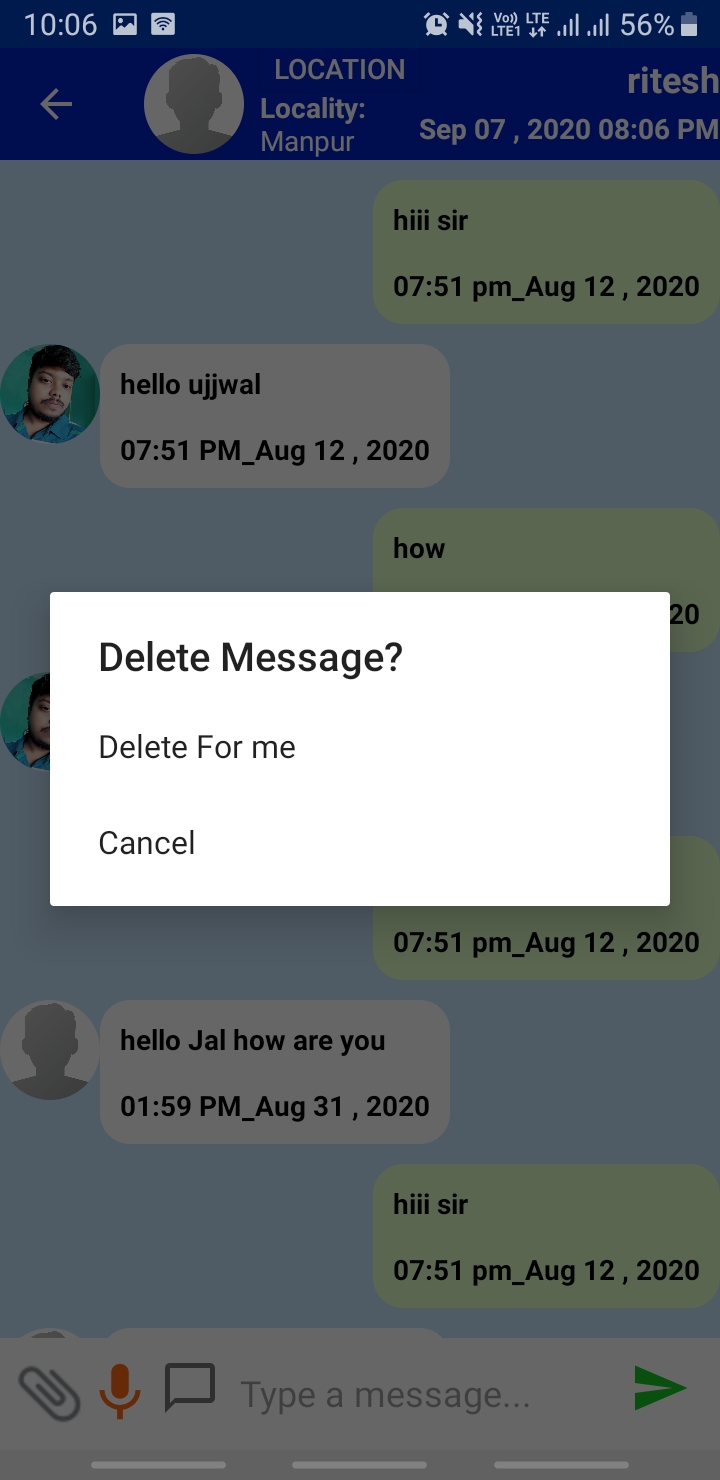 10:06 Vo)) LTE 56%
LTE1
LOCATION
ritesh
Locality:
Manpur
Sep 07 , 2020 08:06 PM
hiii sir
07:51 pm_Aug 12 , 2020
hello ujjwal
07:51 PM_Aug 12 , 2020
how
20
Delete Message?
Delete For me
Cancel
07:51 pm_Aug 12 , 2020
hello Jal how are you
01:59 PM_Aug 31 , 2020
hiii sir
07:51 pm_Aug 12 , 2020
Type a message...